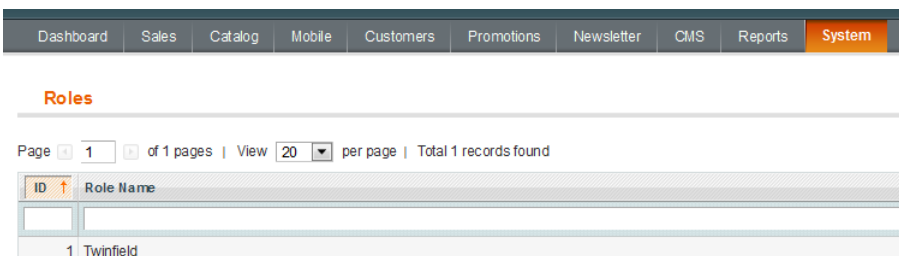 Dashboard Sales Catalog Mobile Customers Promotions Newsletter CMS Reports System
Roles
Page 1 of 1 pages | View 20 per page | Total 1 records found
ID ↑ Role Name
1 Twinfield